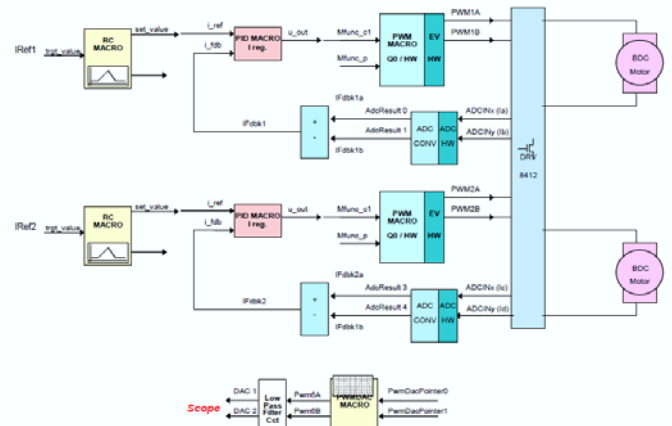 set_value
i_ref
u_out
Mfunc_c1
PWM1A
RC
MACRO
i_fdb
PID MACRO
I reg.
PWM
MACRO
Q0 / HW
EV
HW
PWM1B
IRef1
trgt_value
Mfunc_p
BDC
Motor
IFdbk1a
AdcResult 0
ADCINx (Ia)
IFdbk1
+
-
AdcResult 1
ADC
CONV
ADC
HW
ADCINy (Ib)
IFdbk1b
DRV
8412
set_value
i_ref
u_out
Mfunc_c1
PWM2A
RC
MACRO
i_fdb
PID MACRO
I reg.
PWM
MACRO
Q0 / HW
EV
HW
PWM2B
IRef2
trgt_value
Mfunc_p
BDC
Motor
IFdbk2a
AdcResult 3
ADCINx (Ic)
IFdbk2
+
-
AdcResult 4
ADC
CONV
ADC
HW
ADCINy (Id)
IFdbk1b
Scope
DAC 1
DAC 2
Low
Pass
Filter
Cct
Pwm6A
Pwm6B
PWMDAC
MACRO
PwmDacPointer0
PwmDacPointer1